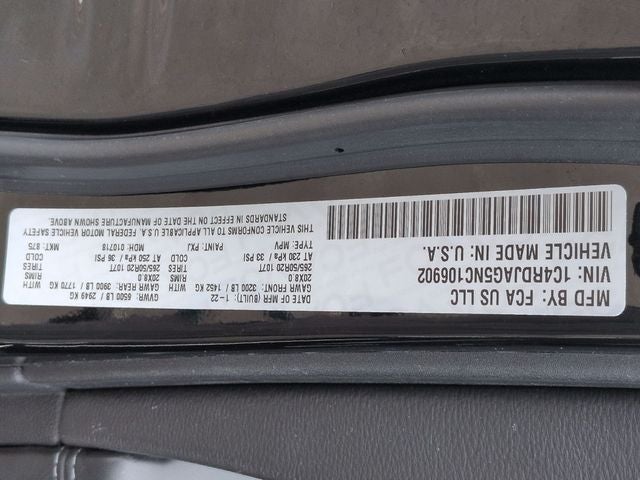 MFD BY: FCA US LLC
VIN: 1C4RDJAG5NC106902
VEHICLE MADE IN: U.S.A.
DATE OF MFR (BUILT): 1-22 GVWR: 6500 LB 2949 KG
GAWR FRONT: 3200 LB 1452 KG GAWR REAR: 3900 LB 1770 KG
WITH 20X8.0 RIMS WITH 20X8.0 RIMS
265/50R20 107T TIRES 265/50R20 107T TIRES
AT 230 kPa / 33 PSI COLD AT 250 kPa / 36 PSI COLD
TYPE: MPV PAINT: PXJ MDH: 010718 MKT: 875
THIS VEHICLE CONFORMS TO ALL APPLICABLE U.S.A. FEDERAL MOTOR VEHICLE SAFETY
STANDARDS IN EFFECT ON THE DATE OF MANUFACTURE SHOWN ABOVE.